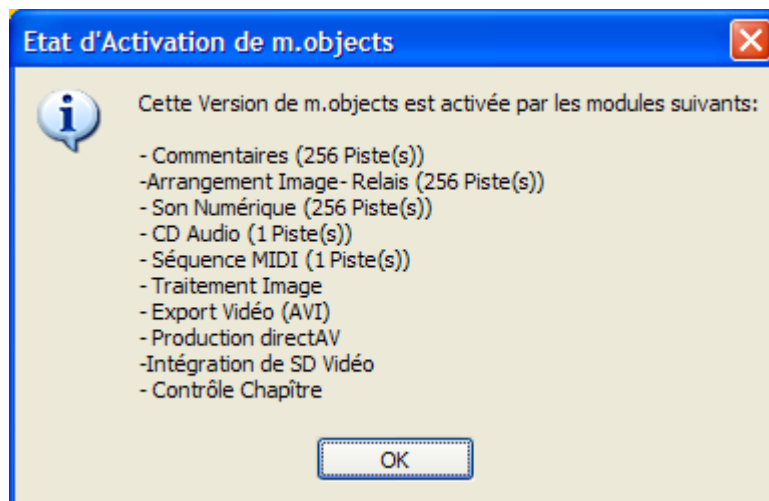 Etat d'Activation de m.objects
Cette Version de m.objects est activée par les modules suivants:
- Commentaires (256 Piste(s))
-Arrangement Image- Relais (256 Piste(s))
- Son Numérique (256 Piste(s))
- CD Audio (1 Piste(s))
- Séquence MIDI (1 Piste(s))
- Traitement Image
- Export Vidéo (AVI)
- Production directAV
-Intégration de SD Vidéo
- Contrôle Chapître
OK